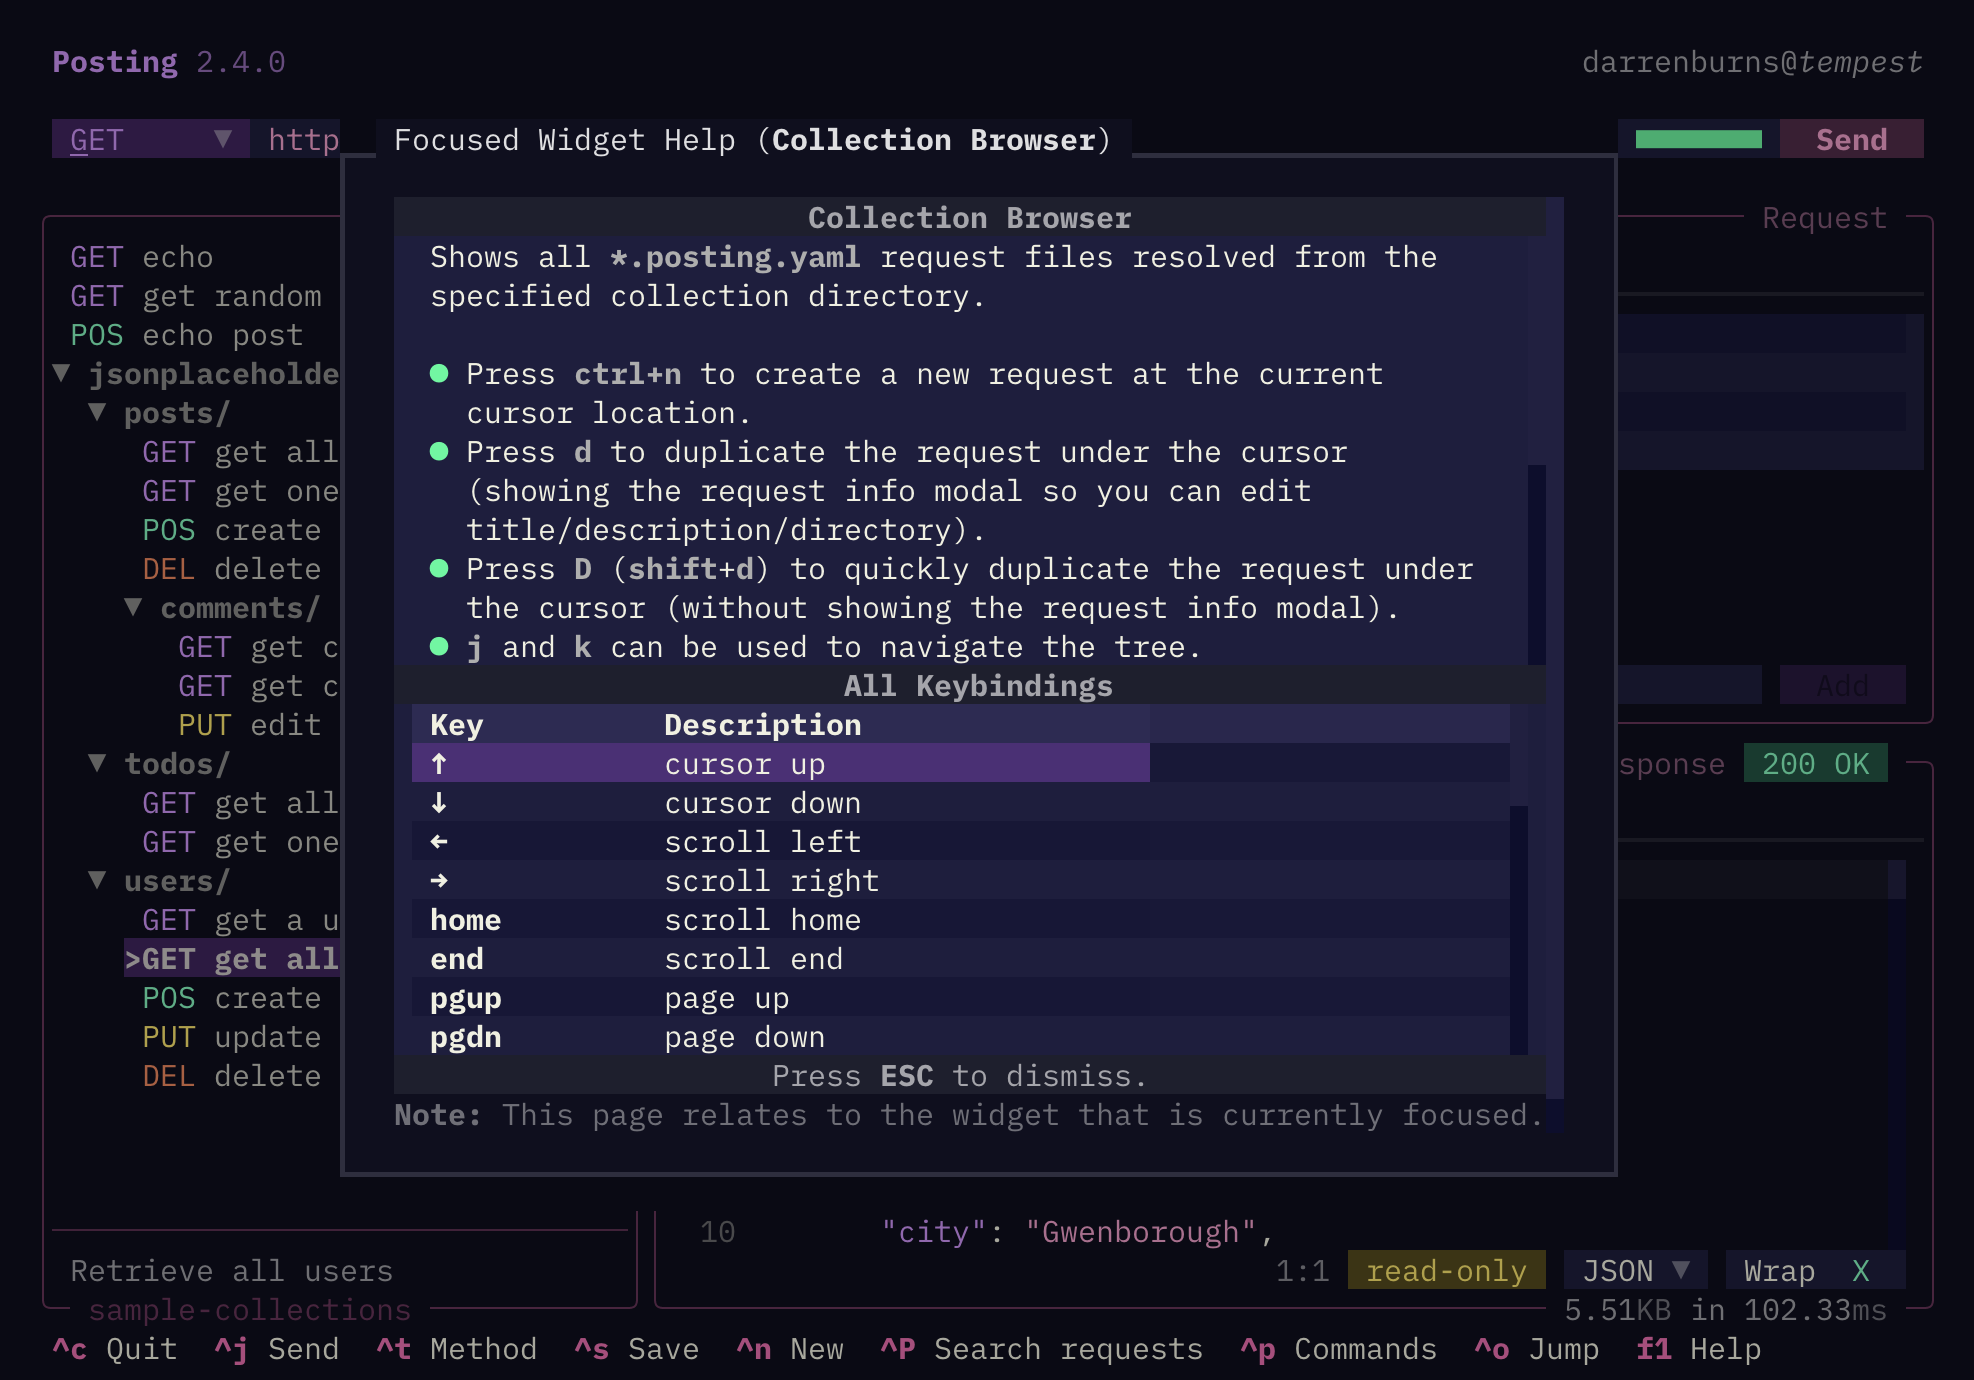 Posting 2.4.0
darrenburns@tempest
GET ▼ http
Send
Focused Widget Help (Collection Browser)
Request
GET echo
GET get random
POS echo post
▼ jsonplaceholde
▼ posts/
GET get all
GET get one
POS create
DEL delete
▼ comments/
GET get c
GET get c
PUT edit
▼ todos/
GET get all
GET get one
▼ users/
GET get a u
>GET get all
POS create
PUT update
DEL delete
Retrieve all users
sample-collections
Collection Browser
Shows all *.posting.yaml request files resolved from the
specified collection directory.
● Press ctrl+n to create a new request at the current
cursor location.
● Press d to duplicate the request under the cursor
(showing the request info modal so you can edit
title/description/directory).
● Press D (shift+d) to quickly duplicate the request under
the cursor (without showing the request info modal).
● j and k can be used to navigate the tree.
All Keybindings
Key Description
↑ cursor up
↓ cursor down
← scroll left
→ scroll right
home scroll home
end scroll end
pgup page up
pgdn page down
Press ESC to dismiss.
Note: This page relates to the widget that is currently focused.
Add
sponse 200 OK
10 "city": "Gwenborough",
1:1 read-only JSON ▼ Wrap X
5.51KB in 102.33ms
^c Quit ^j Send ^t Method ^s Save ^n New ^P Search requests ^p Commands ^o Jump f1 Help